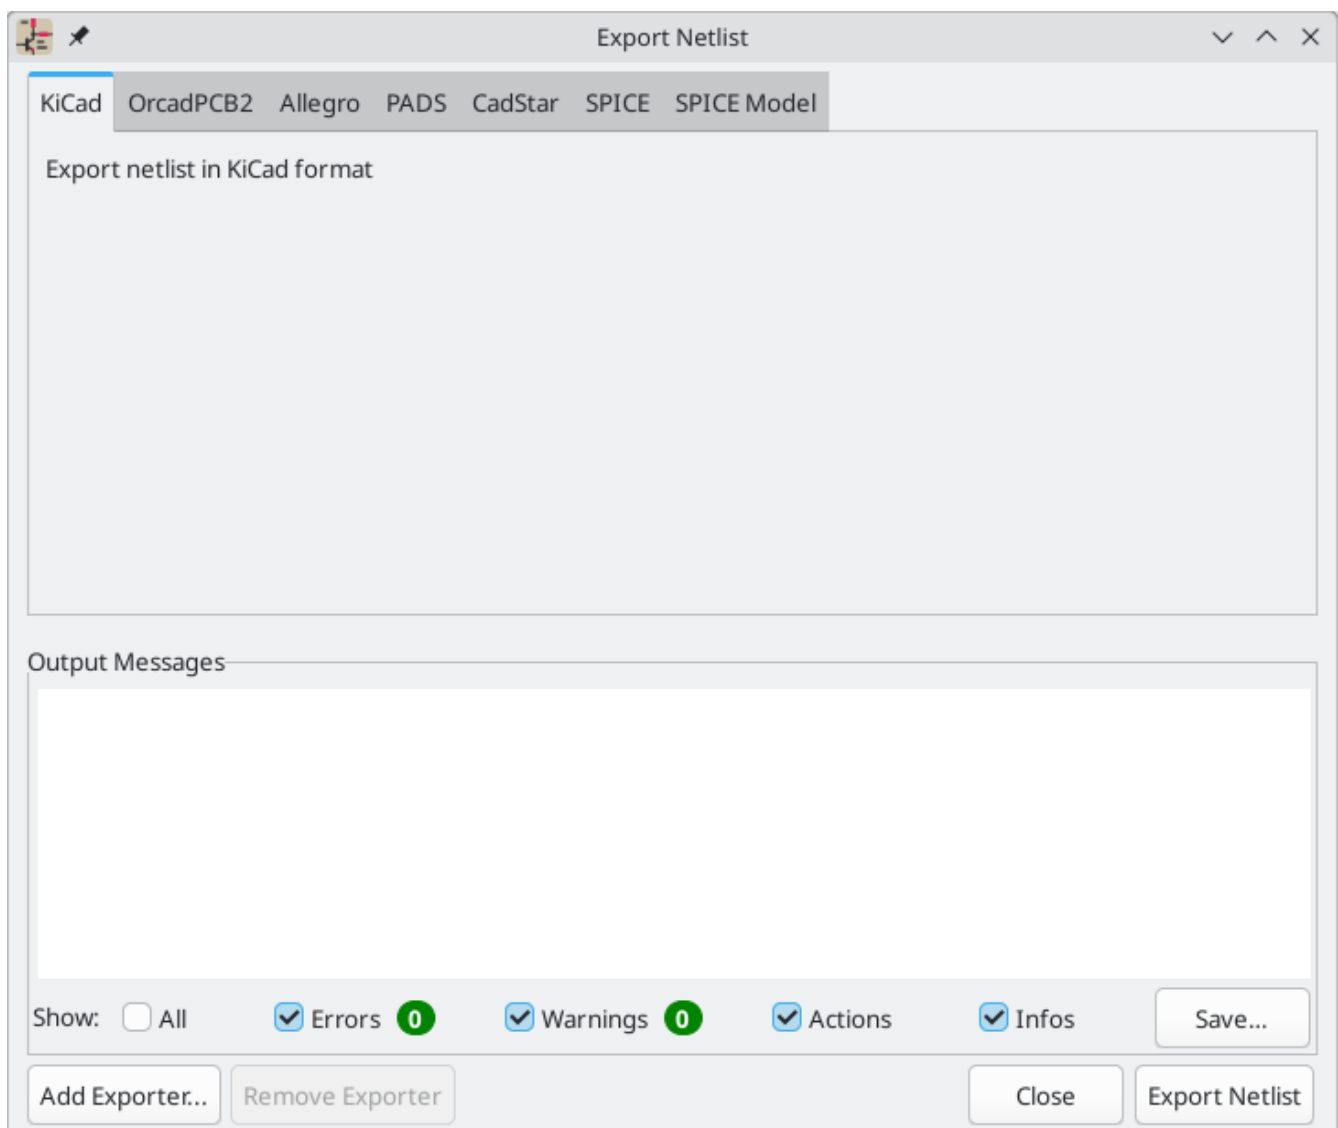 Export Netlist
KiCad OrcadPCB2 Allegro PADS CadStar SPICE SPICE Model
Export netlist in KiCad format
Output Messages
Show: All Errors 0 Warnings 0 Actions Infos Save...
Add Exporter... Remove Exporter Close Export Netlist